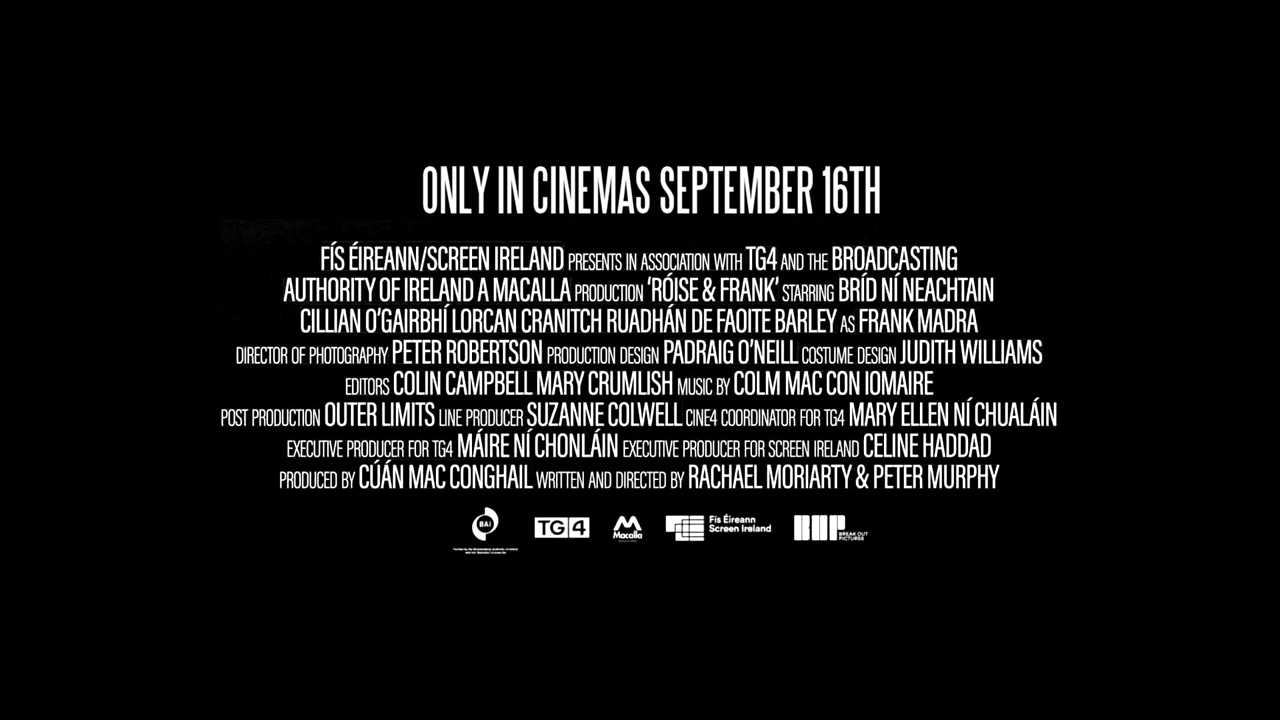 ONLY IN CINEMAS SEPTEMBER 16TH
FÍS ÉIREANN/SCREEN IRELAND PRESENTS IN ASSOCIATION WITH TG4 AND THE BROADCASTING
AUTHORITY OF IRELAND A MACALLA PRODUCTION 'RÓISE & FRANK' STARRING BRÍD NÍ NEACHTAIN
CILLIAN O'GAIRBHÍ LORCAN CRANITCH RUADHÁN DE FAOITE BARLEY AS FRANK MADRA
DIRECTOR OF PHOTOGRAPHY PETER ROBERTSON PRODUCTION DESIGN PADRAIG O'NEILL COSTUME DESIGN JUDITH WILLIAMS
EDITORS COLIN CAMPBELL MARY CRUMLISH MUSIC BY COLM MAC CON IOMAIRE
POST PRODUCTION OUTER LIMITS LINE PRODUCER SUZANNE COLWELL CINE4 COORDINATOR FOR TG4 MARY ELLEN NÍ CHUALÁIN
EXECUTIVE PRODUCER FOR TG4 MÁIRE NÍ CHONLÁIN EXECUTIVE PRODUCER FOR SCREEN IRELAND CELINE HADDAD
PRODUCED BY CÚÁN MAC CONGHAIL WRITTEN AND DIRECTED BY RACHAEL MORIARTY & PETER MURPHY
BAI
TG4
Macalla
Fís Éireann
Screen Ireland
BOP
BREAK OUT
PICTURES